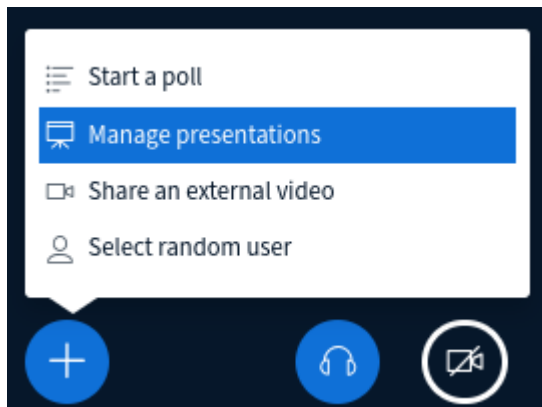 Start a poll
Manage presentations
Share an external video
Select random user